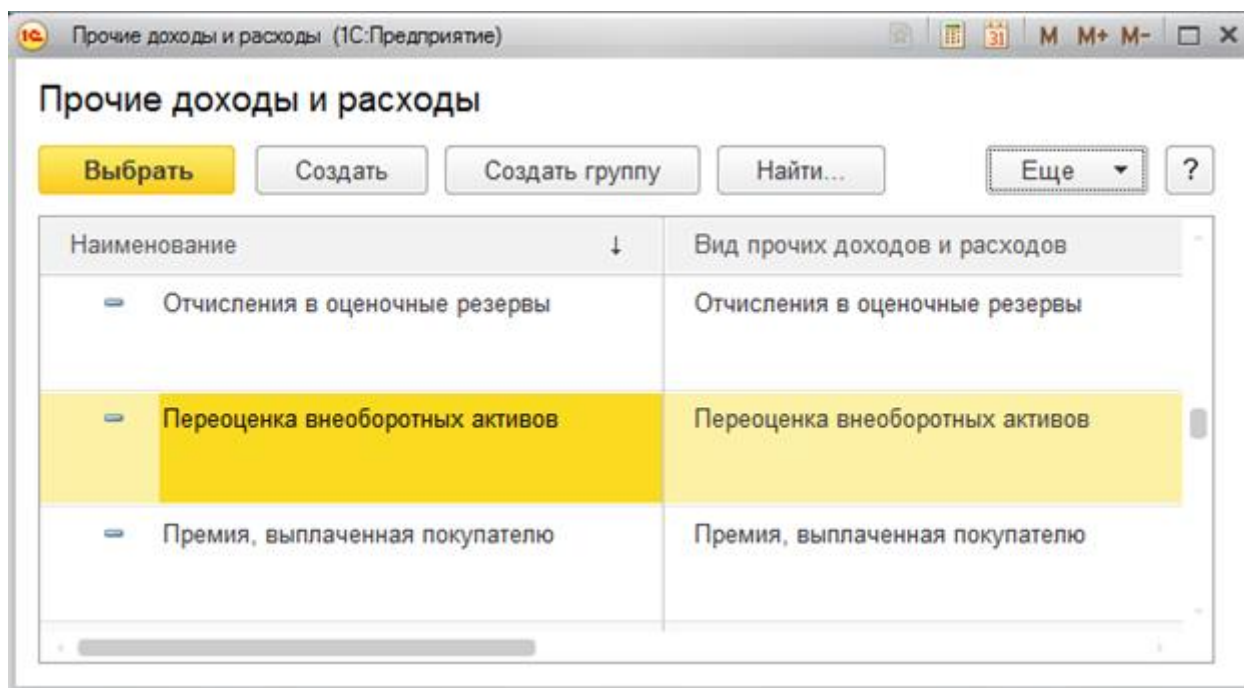 1С Прочие доходы и расходы (1С:Предприятие) 31 M M+ M-
Прочие доходы и расходы
Выбрать Создать Создать группу Найти... Еще ?
Наименование ↓ Вид прочих доходов и расходов
Отчисления в оценочные резервы Отчисления в оценочные резервы
Переоценка внеоборотных активов Переоценка внеоборотных активов
Премия, выплаченная покупателю Премия, выплаченная покупателю